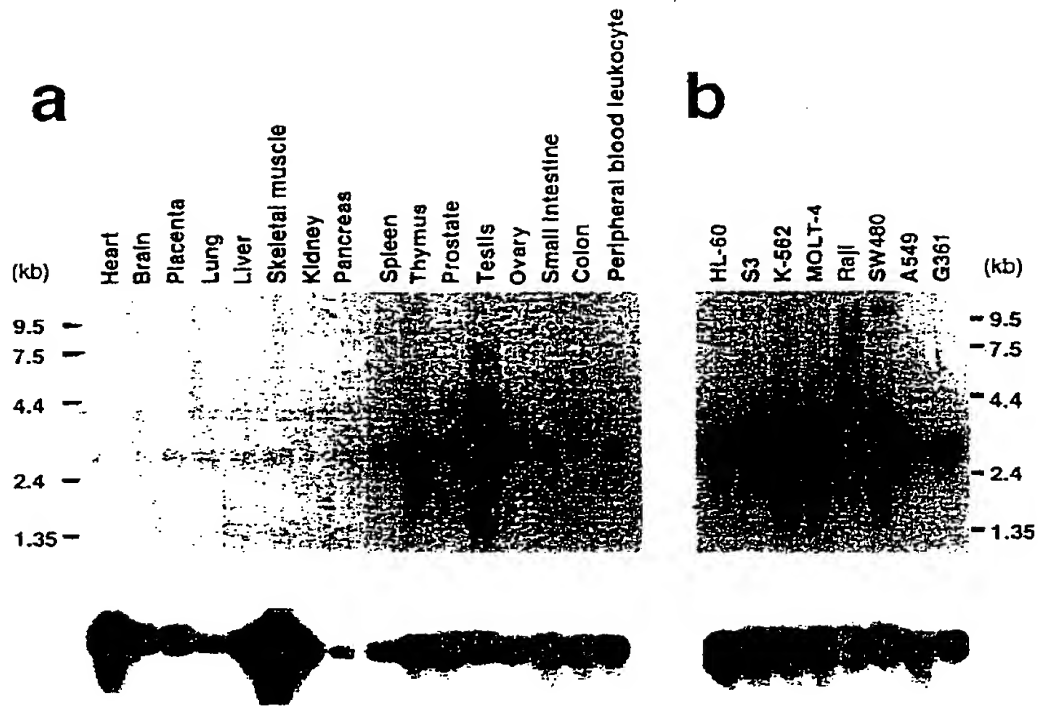 a
Heart
Brain
Placenta
Lung
Liver
Skeletal muscle
Kidney
Pancreas
Spleen
Thymus
Prostate
Testis
Ovary
Small Intestine
Colon
Peripheral blood leukocyte
(kb)
9.5
7.5
4.4
2.4
1.35
b
HL-60
S3
K-562
MOLT-4
Raji
SW480
A549
G361
(kb)
9.5
7.5
4.4
2.4
1.35